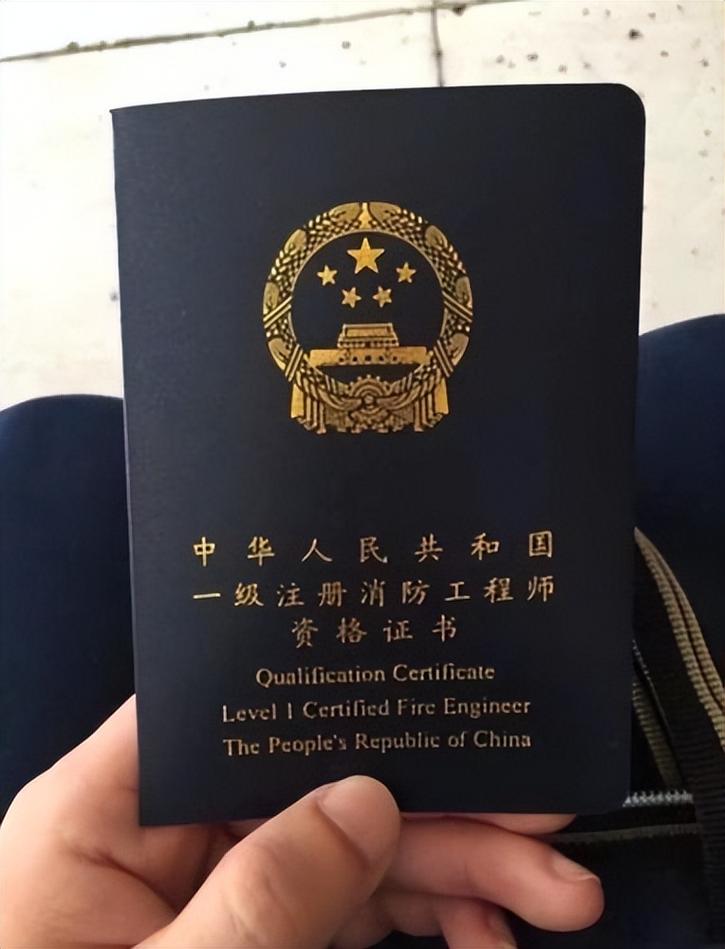 中华人民共和国
一级注册消防工程师
资格证书
Qualification Certificate
Level 1 Certified Fire Engineer
The People's Republic of China